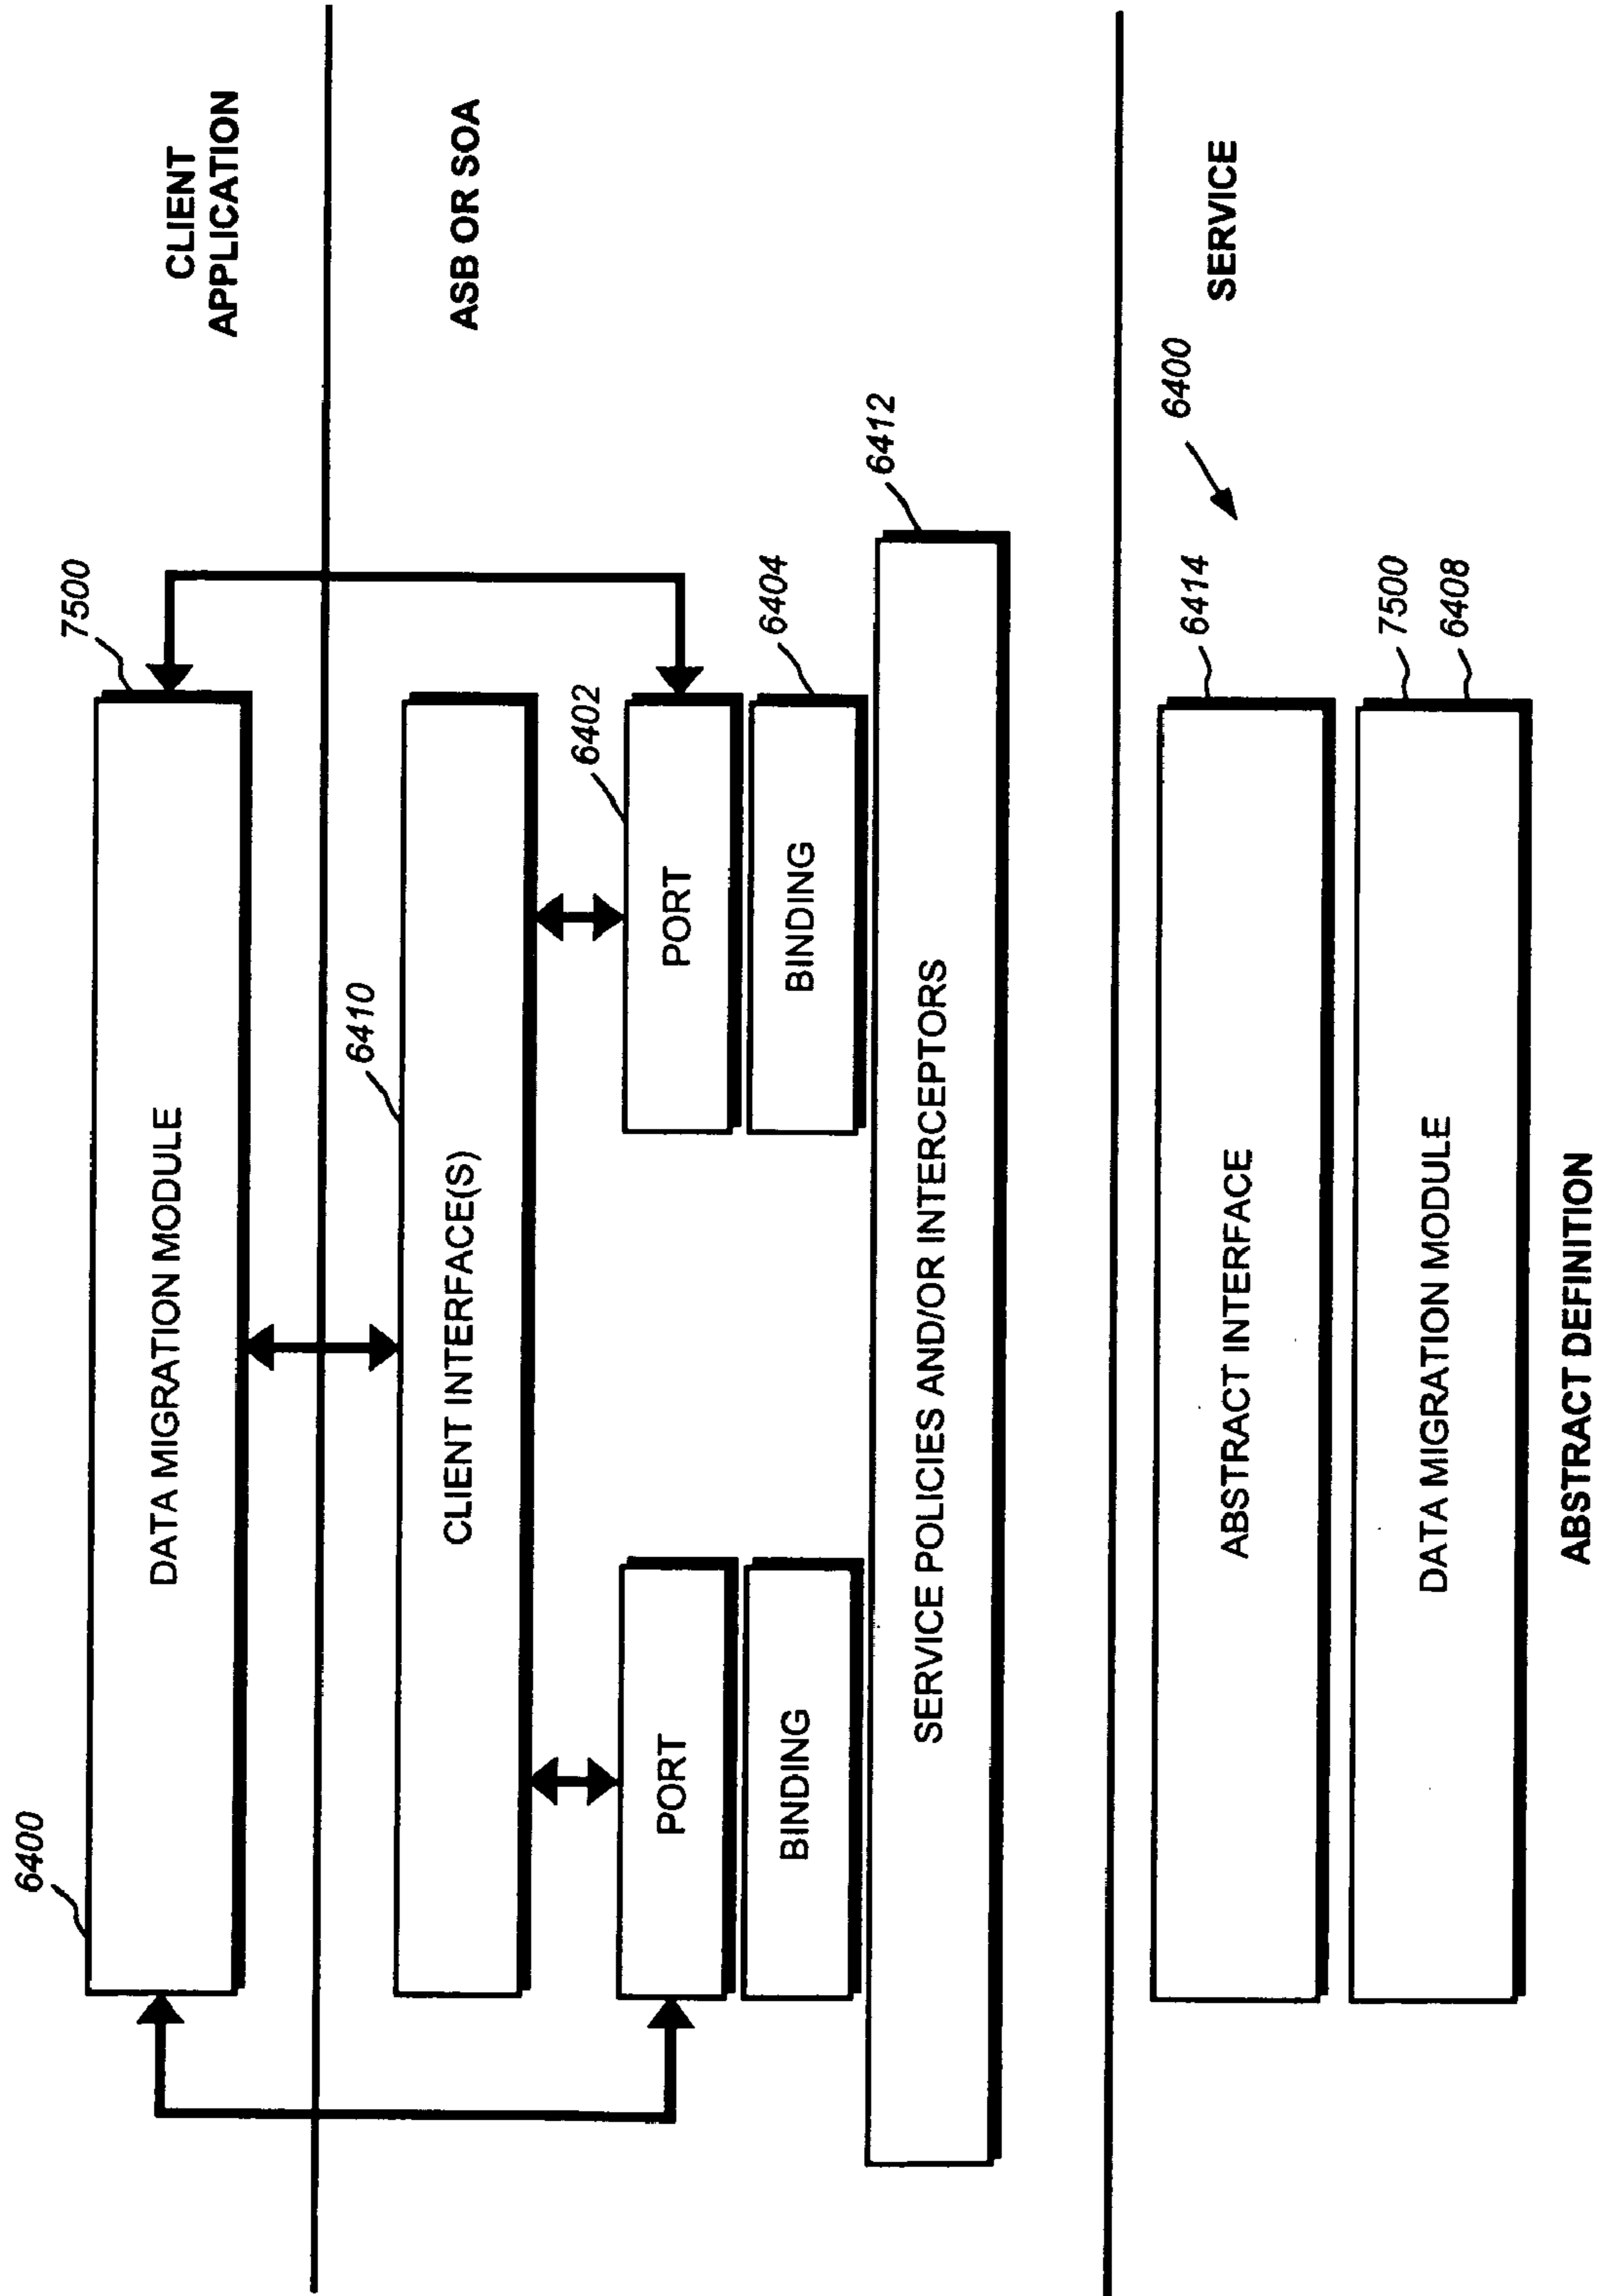 6400
DATA MIGRATION MODULE
7500
CLIENT
APPLICATION
6410
CLIENT INTERFACE(S)
ASB OR SOA
PORT
6402
PORT
BINDING
BINDING
6404
SERVICE POLICIES AND/OR INTERCEPTORS
6412
ABSTRACT INTERFACE
6414
6400
SERVICE
DATA MIGRATION MODULE
7500
6408
ABSTRACT DEFINITION